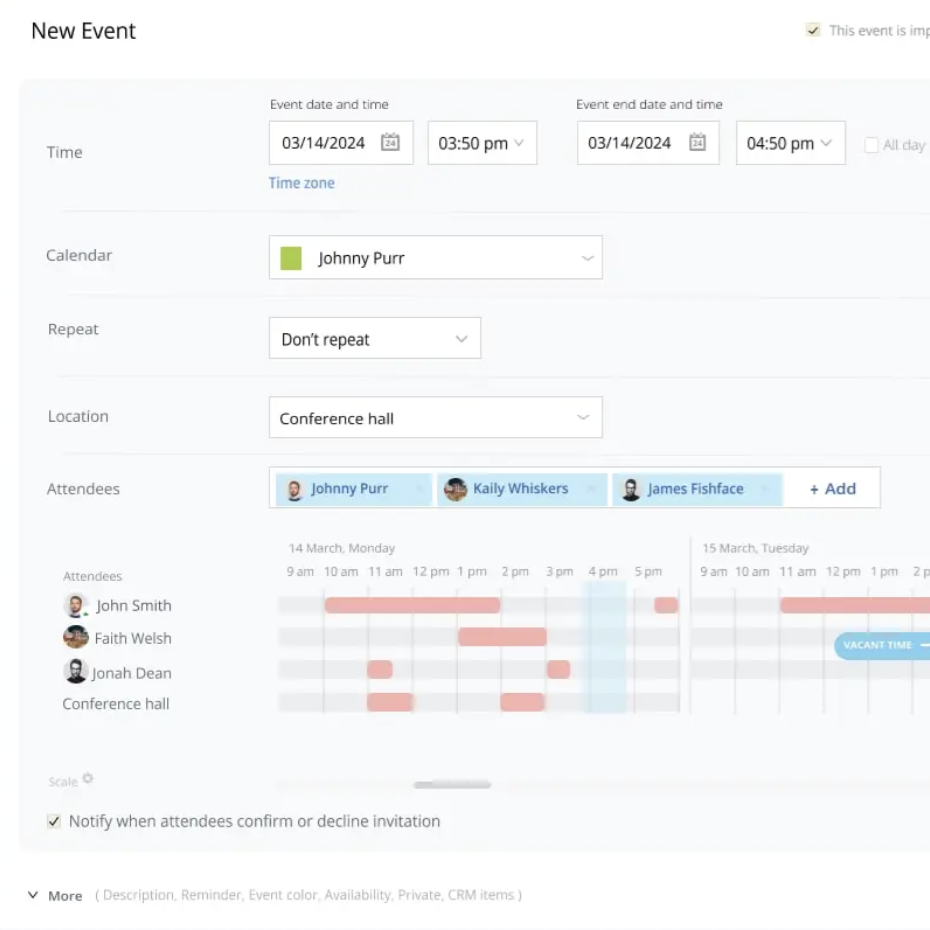 New Event
This event is imp
Event date and time
Event end date and time
Time
03/14/2024 24 03:50 pm
03/14/2024 24 04:50 pm
All day
Time zone
Calendar
Johnny Purr
Repeat
Don't repeat
Location
Conference hall
Attendees
Johnny Purr
Kaily Whiskers
James Fishface
+ Add
14 March, Monday
15 March, Tuesday
9 am 10 am 11 am 12 pm 1 pm 2 pm 3 pm 4 pm 5 pm
9 am 10 am 11 am 12 pm 1 pm 2 p
Attendees
John Smith
Faith Welsh
VACANT TIME
Jonah Dean
Conference hall
Scale
Notify when attendees confirm or decline invitation
More ( Description, Reminder, Event color, Availability, Private, CRM items )